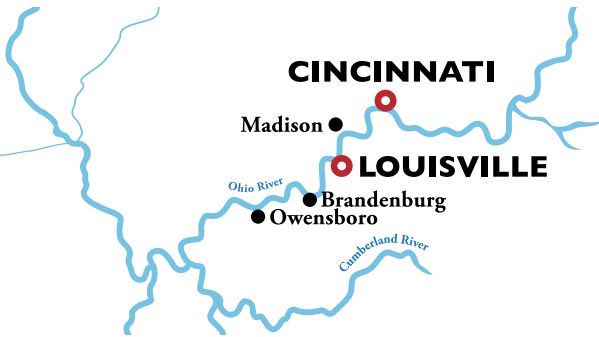 CINCINNATI
Madison
LOUISVILLE
Ohio River
Brandenburg
Owensboro
Cumberland River